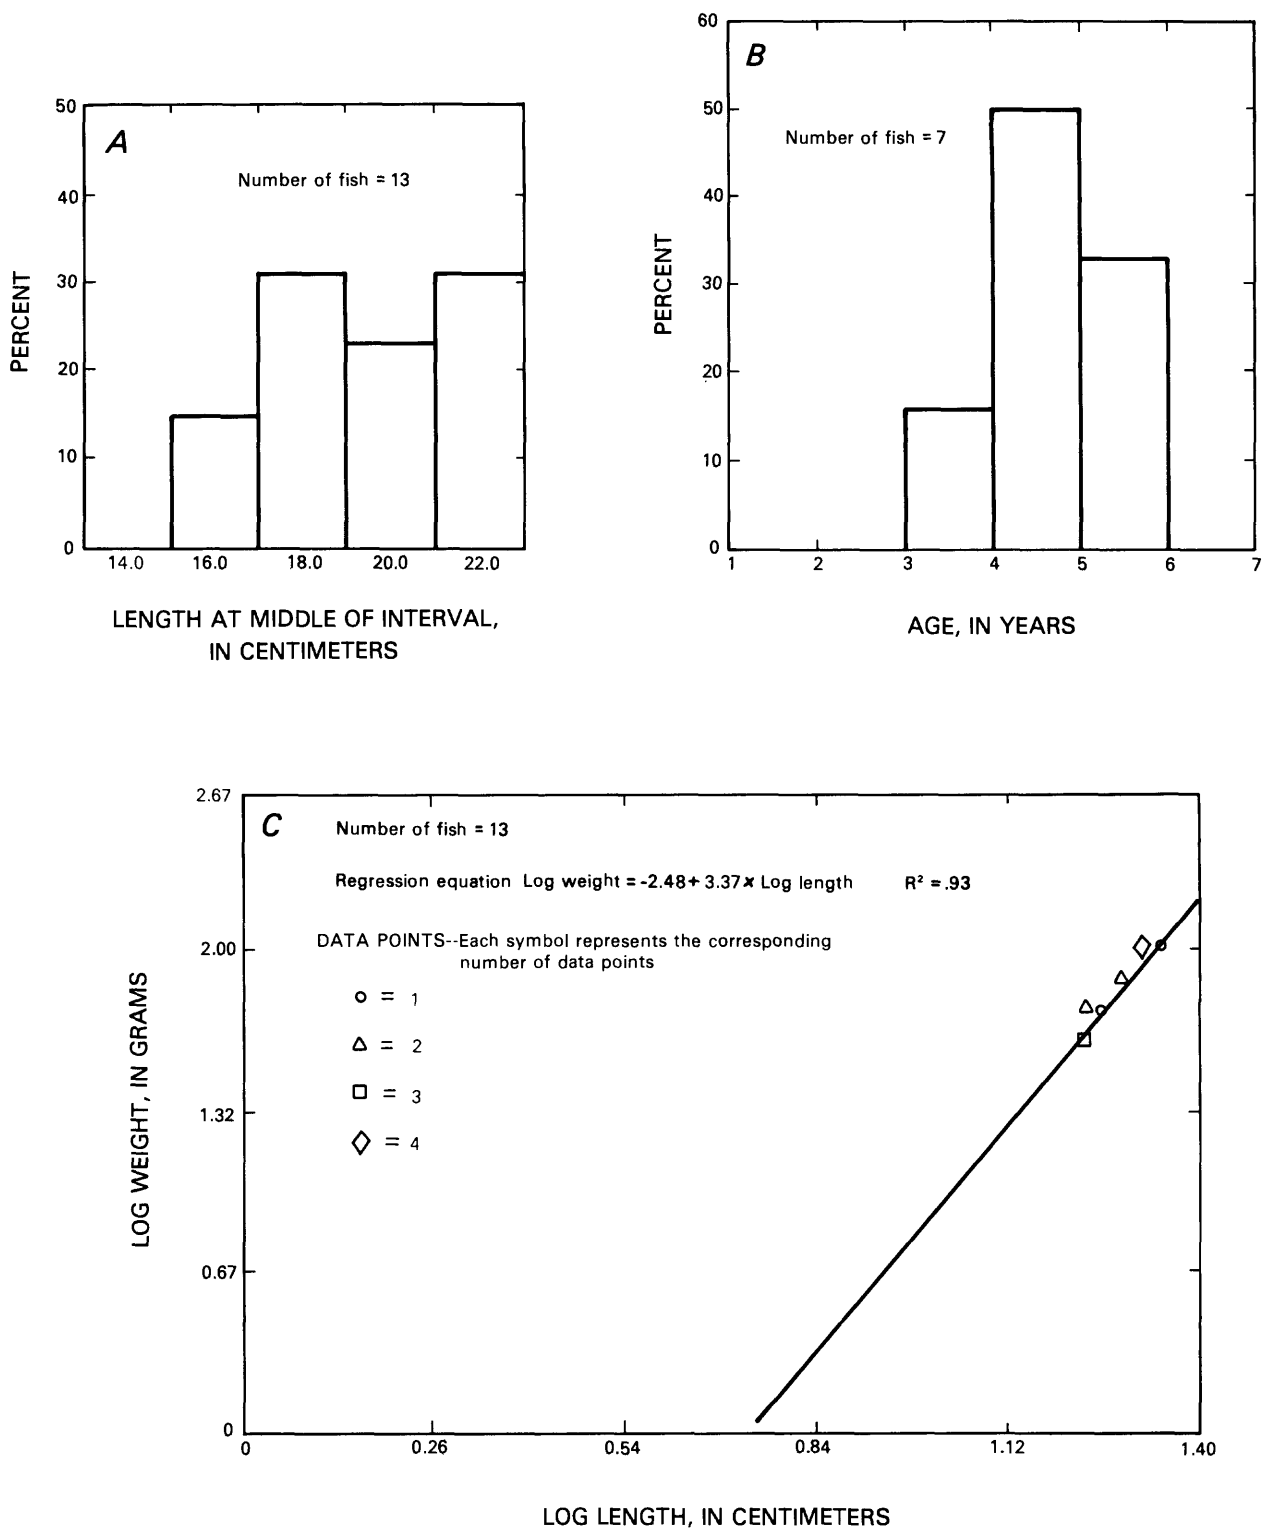 A
Number of fish = 13
PERCENT
50
40
30
20
10
0
14.0 16.0 18.0 20.0 22.0
LENGTH AT MIDDLE OF INTERVAL,
IN CENTIMETERS
B
Number of fish = 7
PERCENT
60
50
40
30
20
10
0
1 2 3 4 5 6 7
AGE, IN YEARS
C
Number of fish = 13
Regression equation Log weight = -2.48+ 3.37x Log length R² = .93
DATA POINTS--Each symbol represents the corresponding
number of data points
= 1
= 2
= 3
= 4
LOG WEIGHT, IN GRAMS
2.67
2.00
1.32
0.67
0
0 0.26 0.54 0.84 1.12 1.40
LOG LENGTH, IN CENTIMETERS